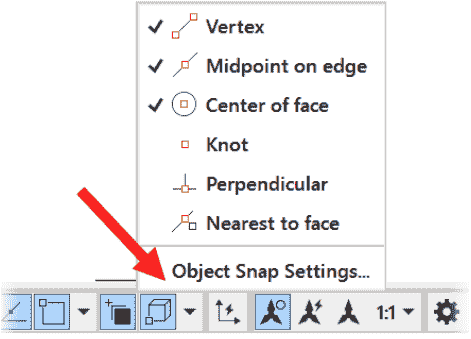 Vertex
Midpoint on edge
Center of face
Knot
Perpendicular
Nearest to face
Object Snap Settings...
1:1